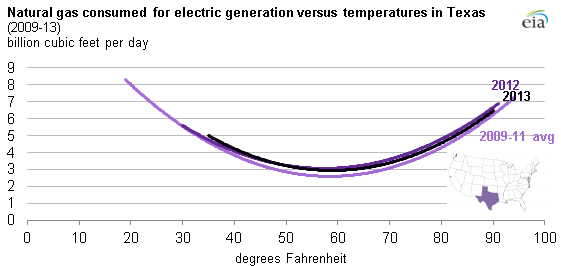 Natural gas consumed for electric generation versus temperatures in Texas
(2009-13)
billion cubic feet per day
eia
9
8
7
6
5
4
3
2
1
0
2012
2013
2009-11 avg
0 10 20 30 40 50 60 70 80 90 100
degrees Fahrenheit